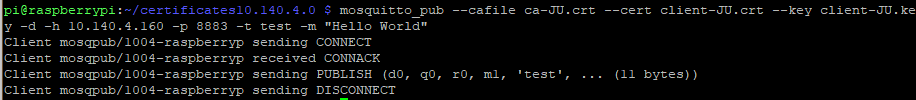 pi@raspberrypi:~/certificates10.140.4.0 $ mosquitto_pub --cafile ca-JU.crt --cert client-JU.crt --key client-JU.ke
y -d -h 10.140.4.160 -p 8883 -t test -m "Hello World"
Client mosqpub/1004-raspberryp sending CONNECT
Client mosqpub/1004-raspberryp received CONNACK
Client mosqpub/1004-raspberryp sending PUBLISH (d0, q0, r0, m1, 'test', ... (11 bytes))
Client mosqpub/1004-raspberryp sending DISCONNECT